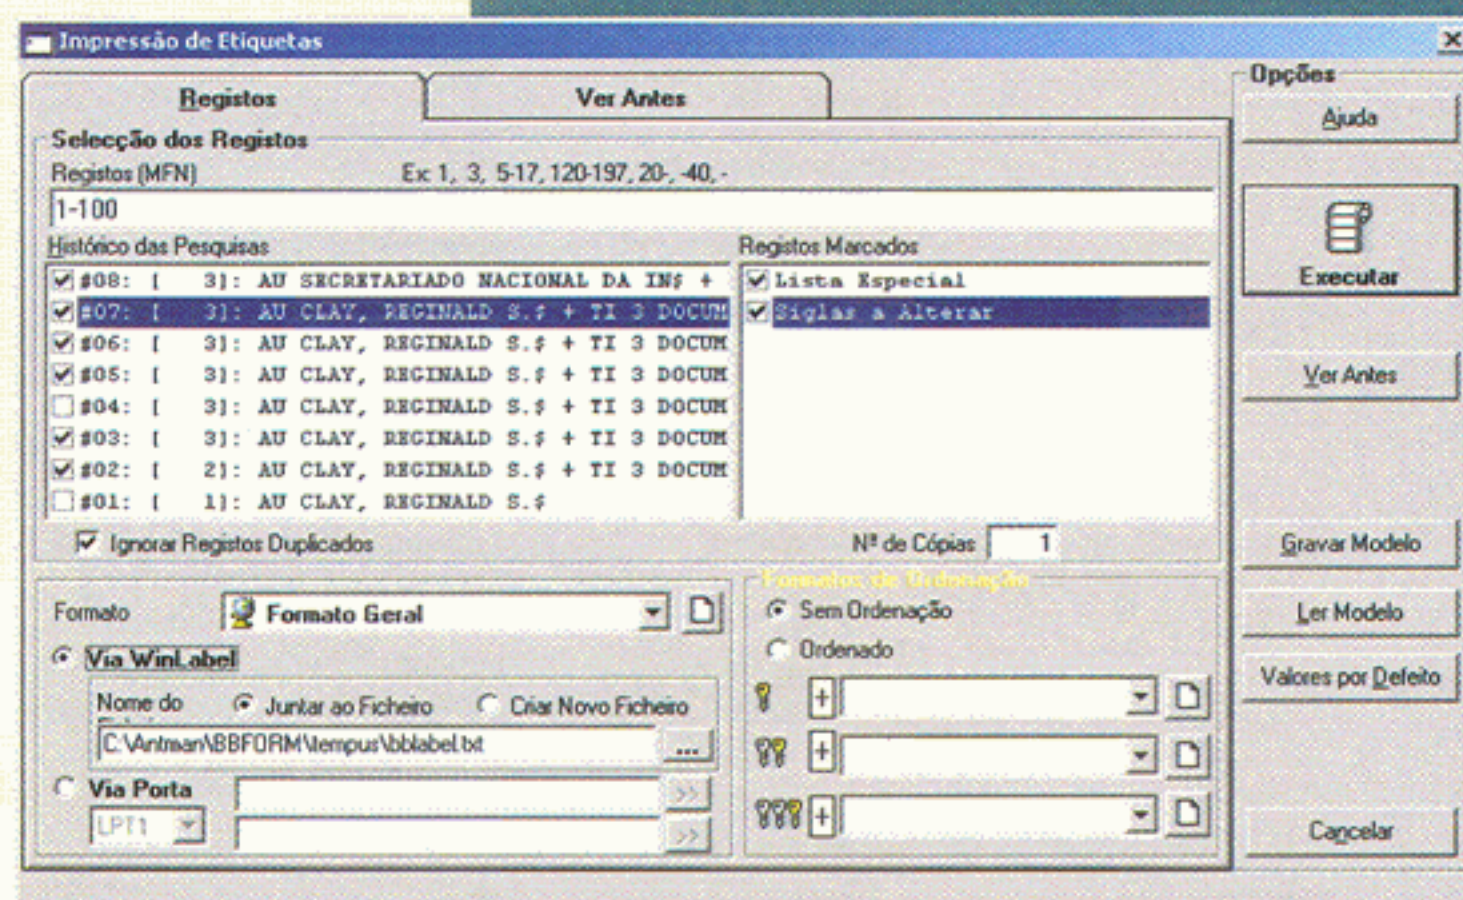 Impressão de Etiquetas
Registos
Ver Antes
Selecção dos Registos
Registos (MFN)
Ex: 1, 3, 5-17, 120-197, 20-, -40, -
1-100
Histórico das Pesquisas
#08: [ 3]: AU SECRETARIADO NACIONAL DA IN$ +
#07: [ 3]: AU CLAY, REGINALD S.$ + TI 3 DOCUM
#06: [ 3]: AU CLAY, REGINALD S.$ + TI 3 DOCUM
#05: [ 3]: AU CLAY, REGINALD S.$ + TI 3 DOCUM
#04: [ 3]: AU CLAY, REGINALD S.$ + TI 3 DOCUM
#03: [ 3]: AU CLAY, REGINALD S.$ + TI 3 DOCUM
#02: [ 2]: AU CLAY, REGINALD S.$ + TI 3 DOCUM
#01: [ 1]: AU CLAY, REGINALD S.$
Registos Marcados
Lista Especial
Siglas a Alterar
Ignorar Registos Duplicados
Nº de Cópias 1
Formato
Formato Geral
Via WinLabel
Nome do
Juntar ao Ficheiro
Criar Novo Ficheiro
C:\Antman\BBFORM\tempus\bblabel.txt
...
Via Porta
>>
LPT1
>>
Formatos de Ordenação
Sem Ordenação
Ordenado
+
+
+
Opções
Ajuda
Executar
Ver Antes
Gravar Modelo
Ler Modelo
Valores por Defeito
Cancelar